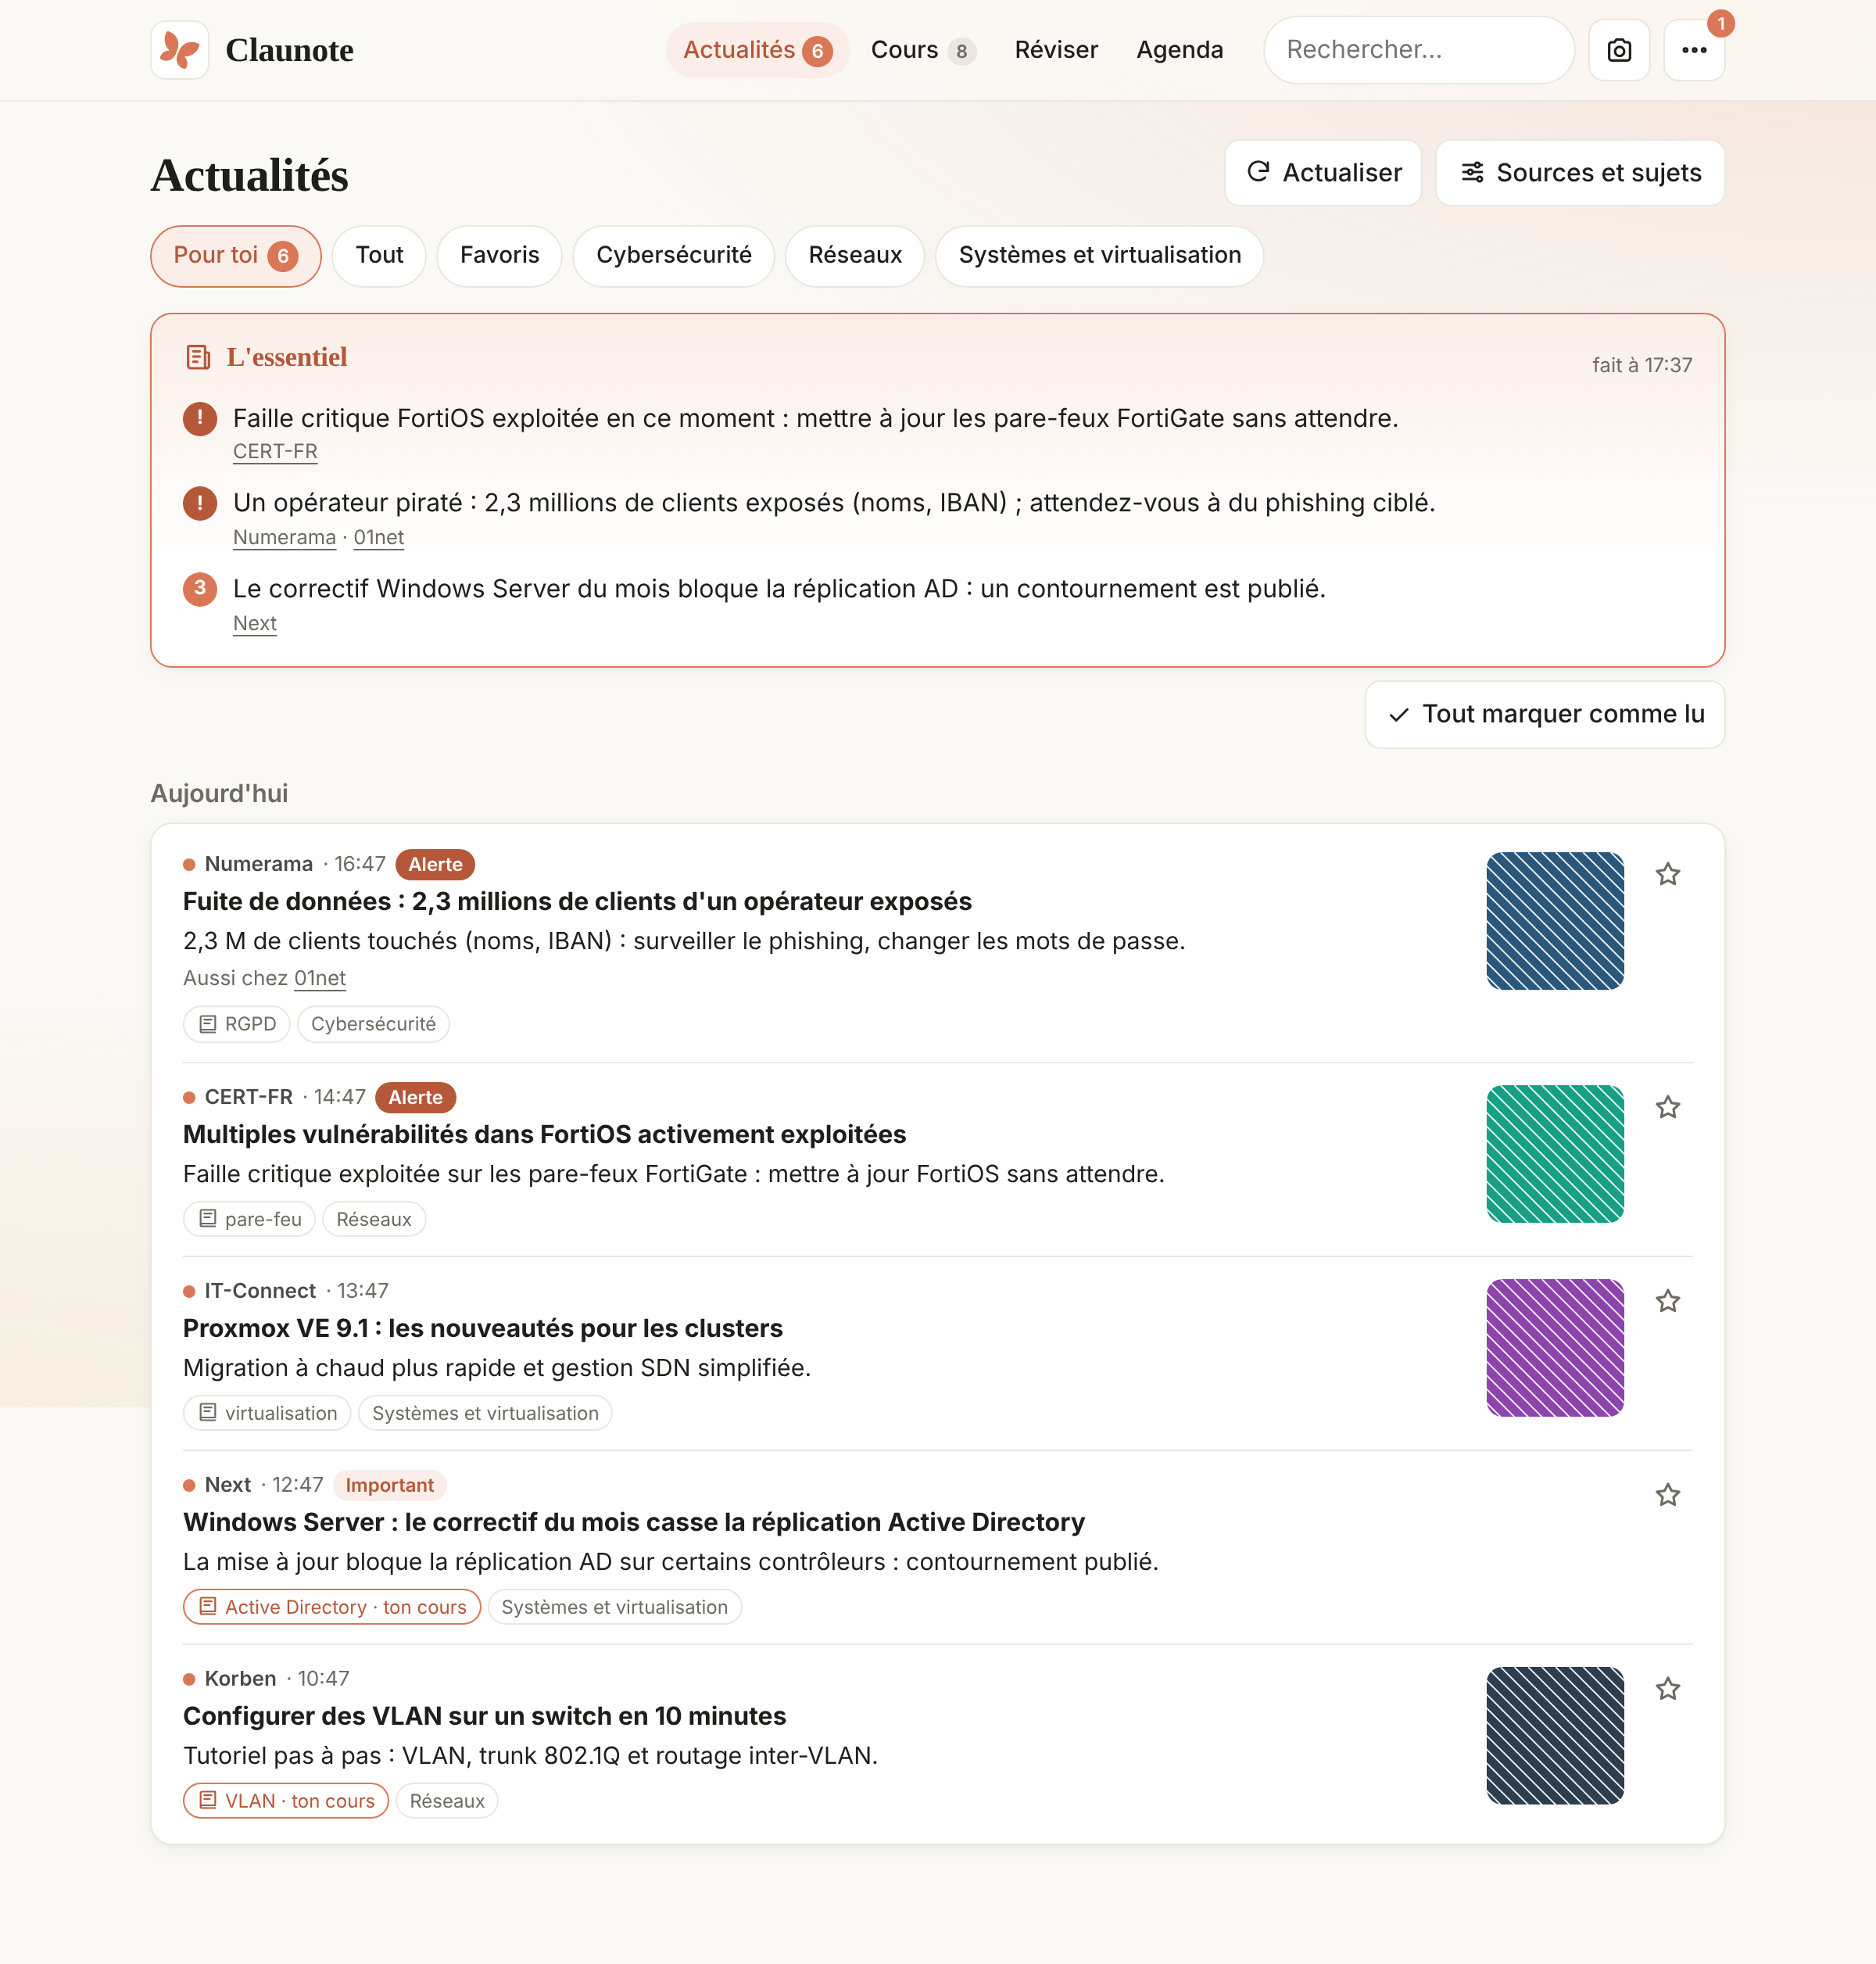 Claunote
Actualités 6 Cours 8 Réviser Agenda Rechercher... 1
Actualités
Actualiser Sources et sujets
Pour toi 6 Tout Favoris Cybersécurité Réseaux Systèmes et virtualisation
L'essentiel
fait à 17:37
! Faille critique FortiOS exploitée en ce moment : mettre à jour les pare-feux FortiGate sans attendre.
CERT-FR
! Un opérateur piraté : 2,3 millions de clients exposés (noms, IBAN) ; attendez-vous à du phishing ciblé.
Numerama · 01net
3 Le correctif Windows Server du mois bloque la réplication AD : un contournement est publié.
Next
Tout marquer comme lu
Aujourd'hui
Numerama · 16:47 Alerte
Fuite de données : 2,3 millions de clients d'un opérateur exposés
2,3 M de clients touchés (noms, IBAN) : surveiller le phishing, changer les mots de passe.
Aussi chez 01net
RGPD Cybersécurité
CERT-FR · 14:47 Alerte
Multiples vulnérabilités dans FortiOS activement exploitées
Faille critique exploitée sur les pare-feux FortiGate : mettre à jour FortiOS sans attendre.
pare-feu Réseaux
IT-Connect · 13:47
Proxmox VE 9.1 : les nouveautés pour les clusters
Migration à chaud plus rapide et gestion SDN simplifiée.
virtualisation Systèmes et virtualisation
Next · 12:47 Important
Windows Server : le correctif du mois casse la réplication Active Directory
La mise à jour bloque la réplication AD sur certains contrôleurs : contournement publié.
Active Directory · ton cours Systèmes et virtualisation
Korben · 10:47
Configurer des VLAN sur un switch en 10 minutes
Tutoriel pas à pas : VLAN, trunk 802.1Q et routage inter-VLAN.
VLAN · ton cours Réseaux